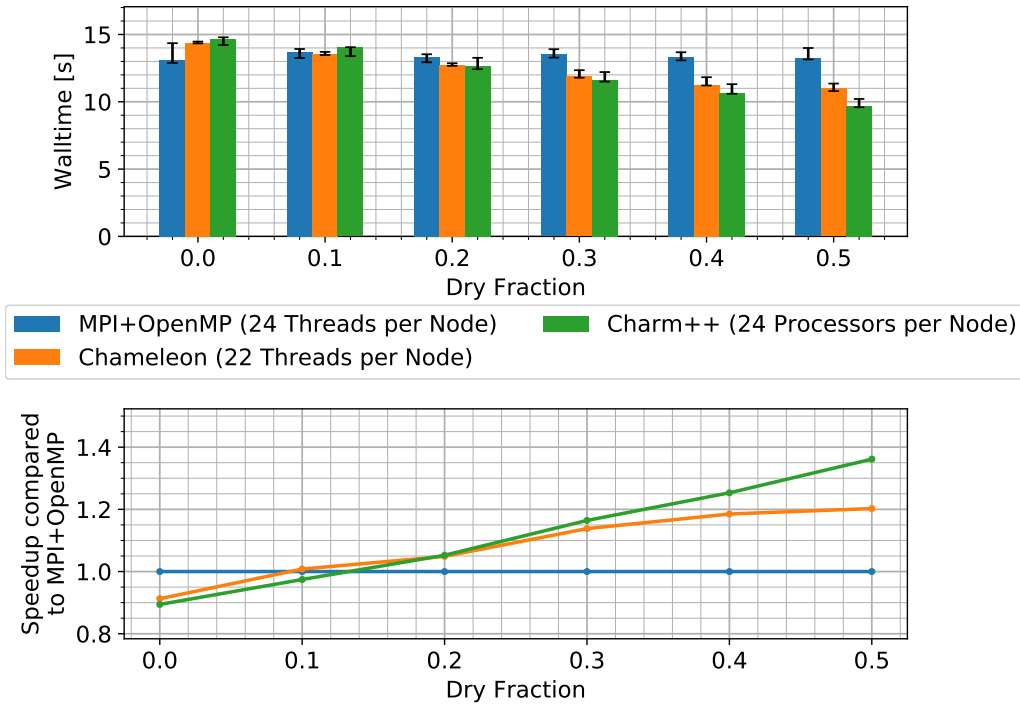 15
10
5
0
Walltime [s]
0.0 0.1 0.2 0.3 0.4 0.5
Dry Fraction
MPI+OpenMP (24 Threads per Node)
Charm++ (24 Processors per Node)
Chameleon (22 Threads per Node)
1.4
1.2
1.0
0.8
Speedup compared
to MPI+OpenMP
0.0 0.1 0.2 0.3 0.4 0.5
Dry Fraction